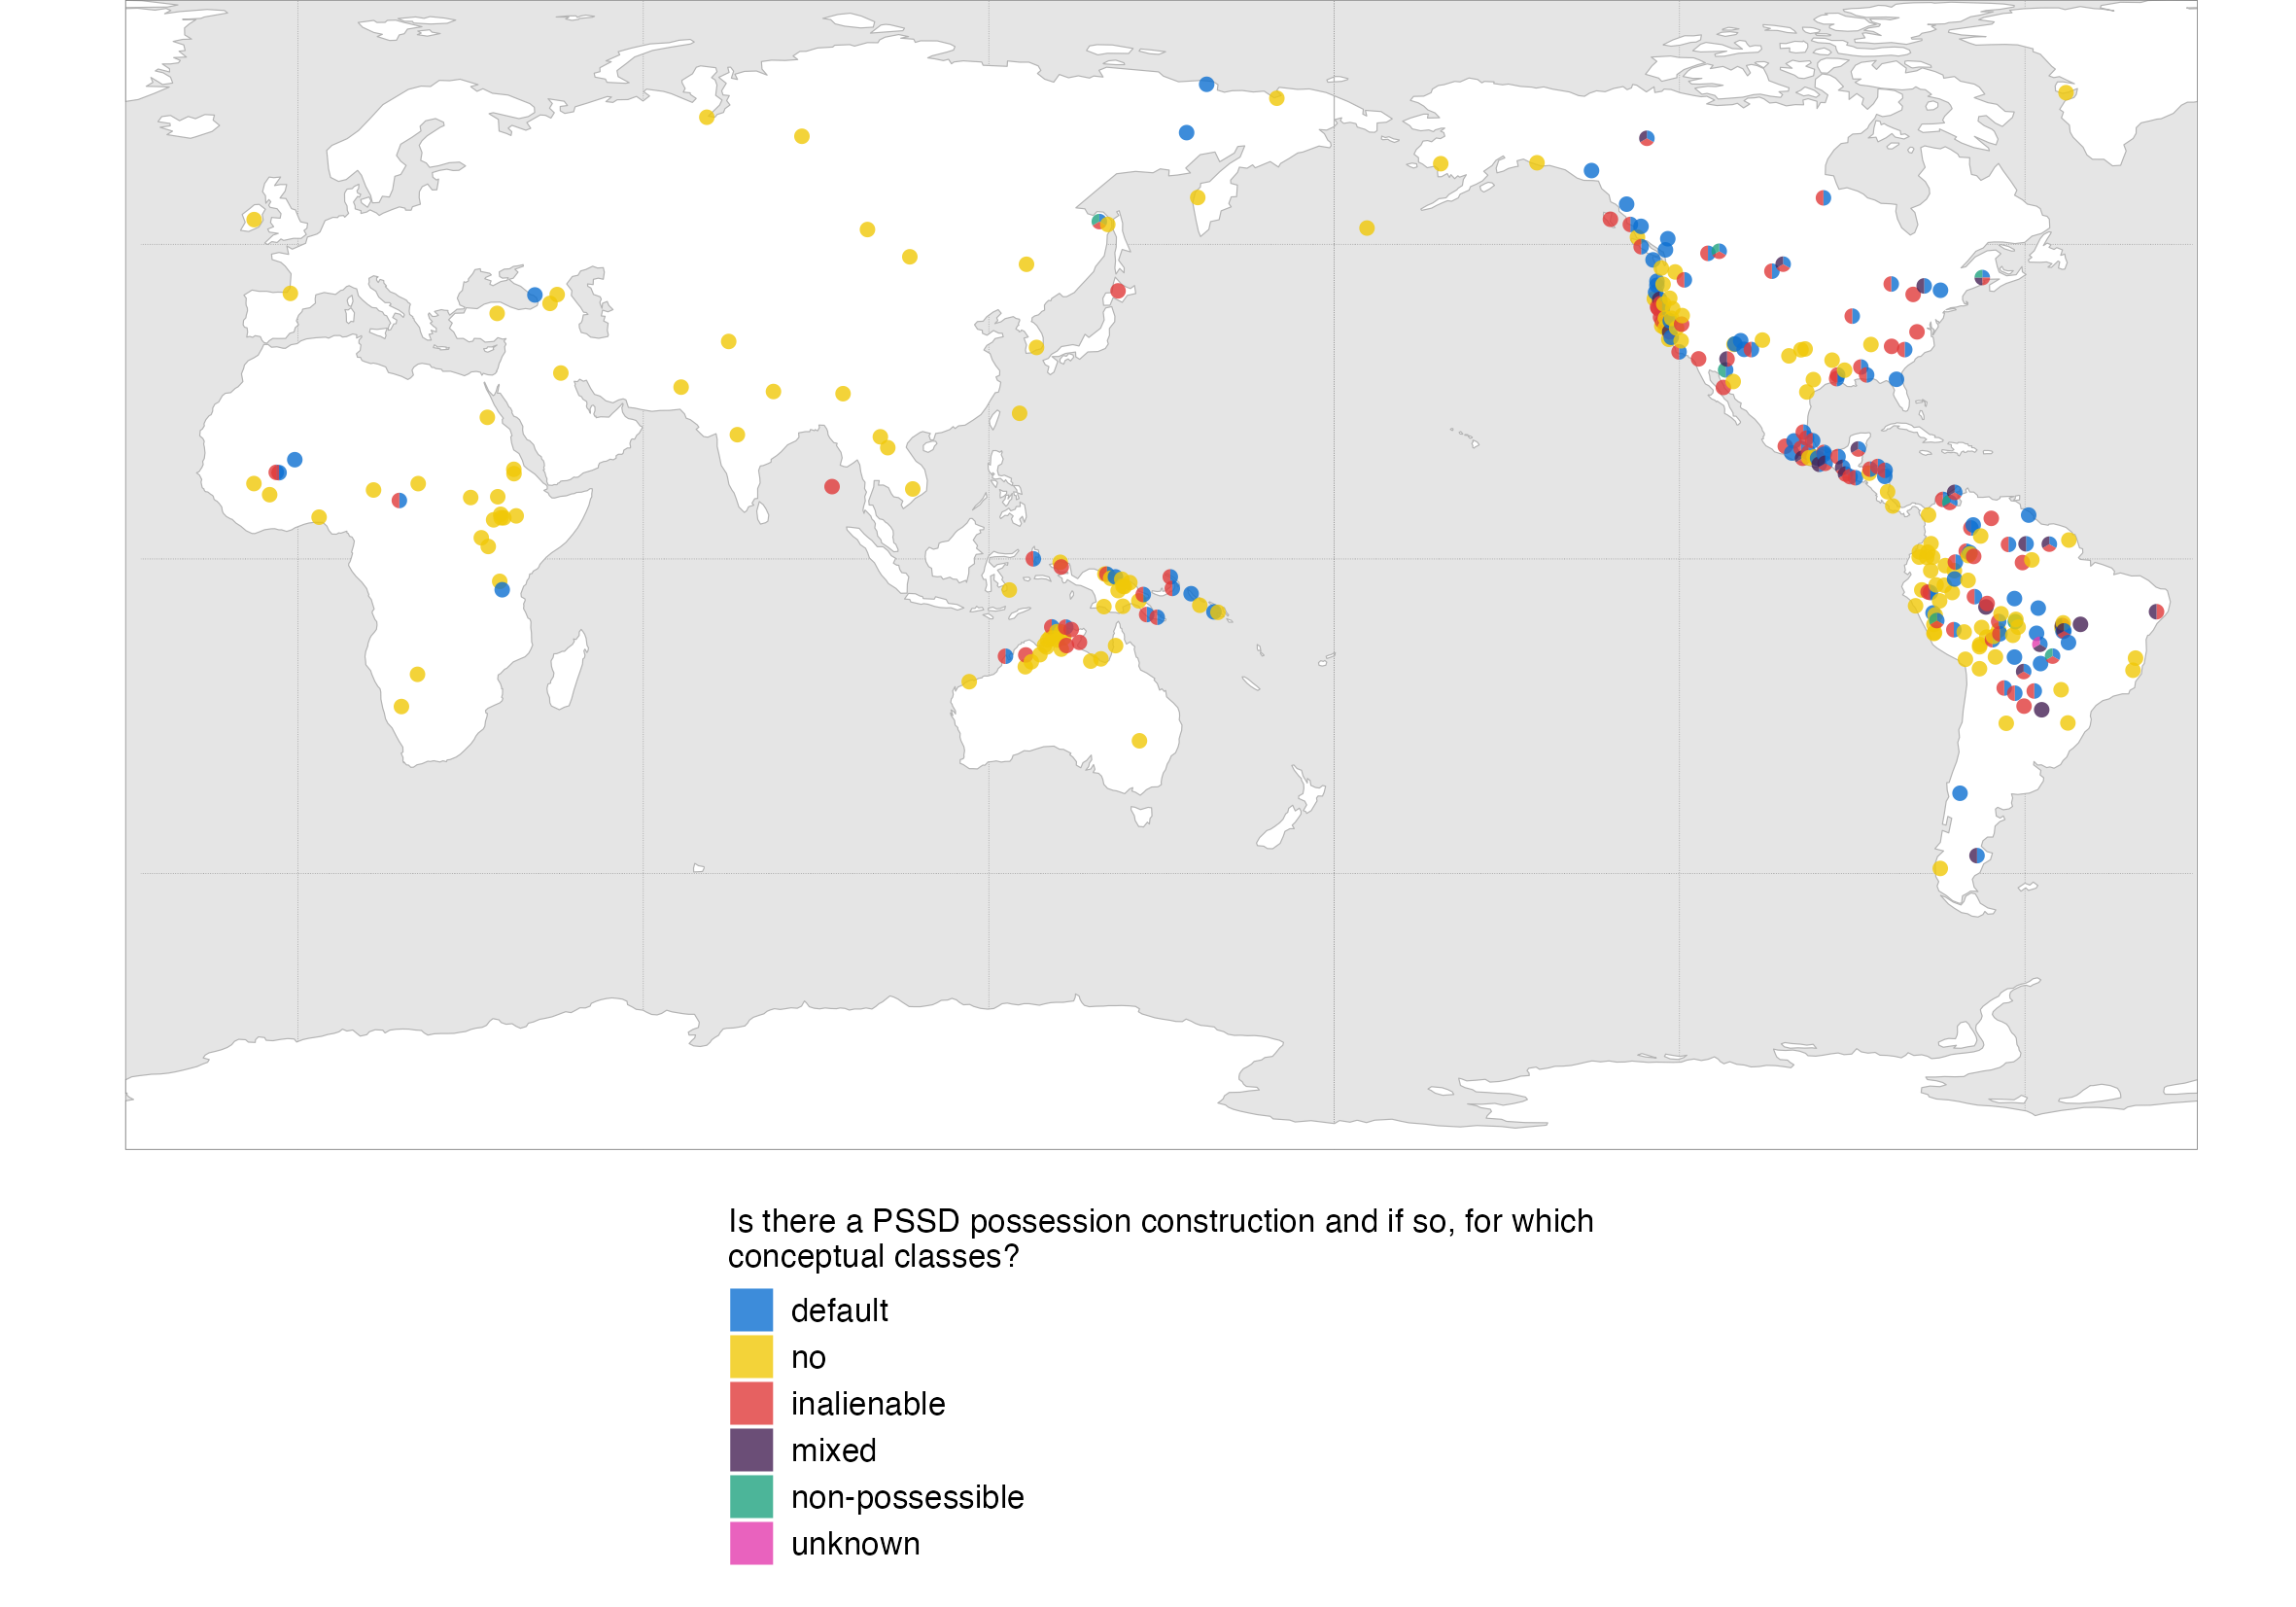 Is there a PSSD possession construction and if so, for which
conceptual classes?
default
no
inalienable
mixed
non-possessible
unknown